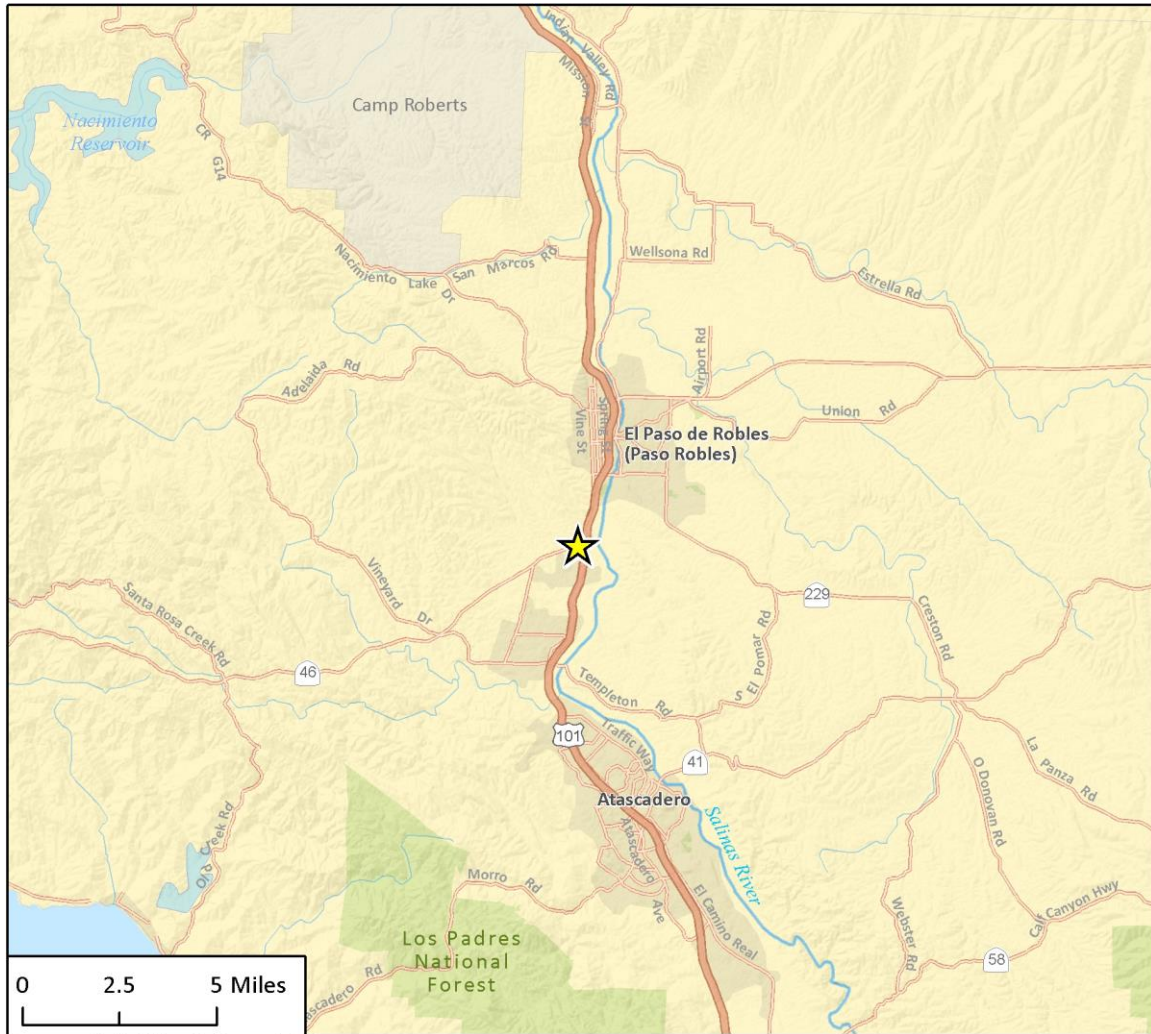 Indian Valley Rd
Mission St
Camp Roberts
Nacimiento
Reservoir
CR G14
Wellsona Rd
San Marcos Rd
Nacimiento Lake Dr
Estrella Rd
Airport Rd
Adelaida Rd
Union Rd
Spring St
Vine St
El Paso de Robles
(Paso Robles)
Vineyard Dr
229
Creston Rd
Santa Rosa Creek Rd
S El Pomar Rd
46
Templeton Rd
101
Traffic Way
41
La Panza Rd
O Donovan Rd
Atascadero
Salinas River
Old Creek Rd
Atascadero Ave
Morro Rd
El Camino Real
Webster Rd
Calf Canyon Hwy
Los Padres
National
Forest
58
ascadero Rd
0 2.5 5 Miles